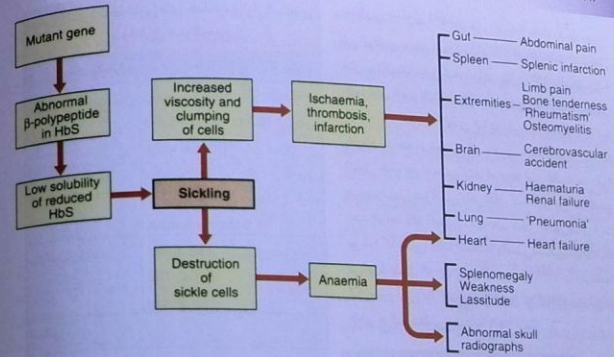 Mutant gene
Abnormal
β-polypeptide
in HbS
Low solubility
of reduced
HbS
Increased
viscosity and
clumping
of cells
Sickling
Destruction
of
sickle cells
Ischaemia,
thrombosis,
infarction
Anaemia
Gut Abdominal pain
Spleen Splenic infarction
Extremities Limb pain
Bone tenderness
'Rheumatism'
Osteomyelitis
Bran Cerebrovascular
accident
Kidney Haematuria
Renal failure
Lung 'Pneumonia'
Heart Heart failure
Splenomegaly
Weakness
Lassitude
Abnormal skull
radiographs